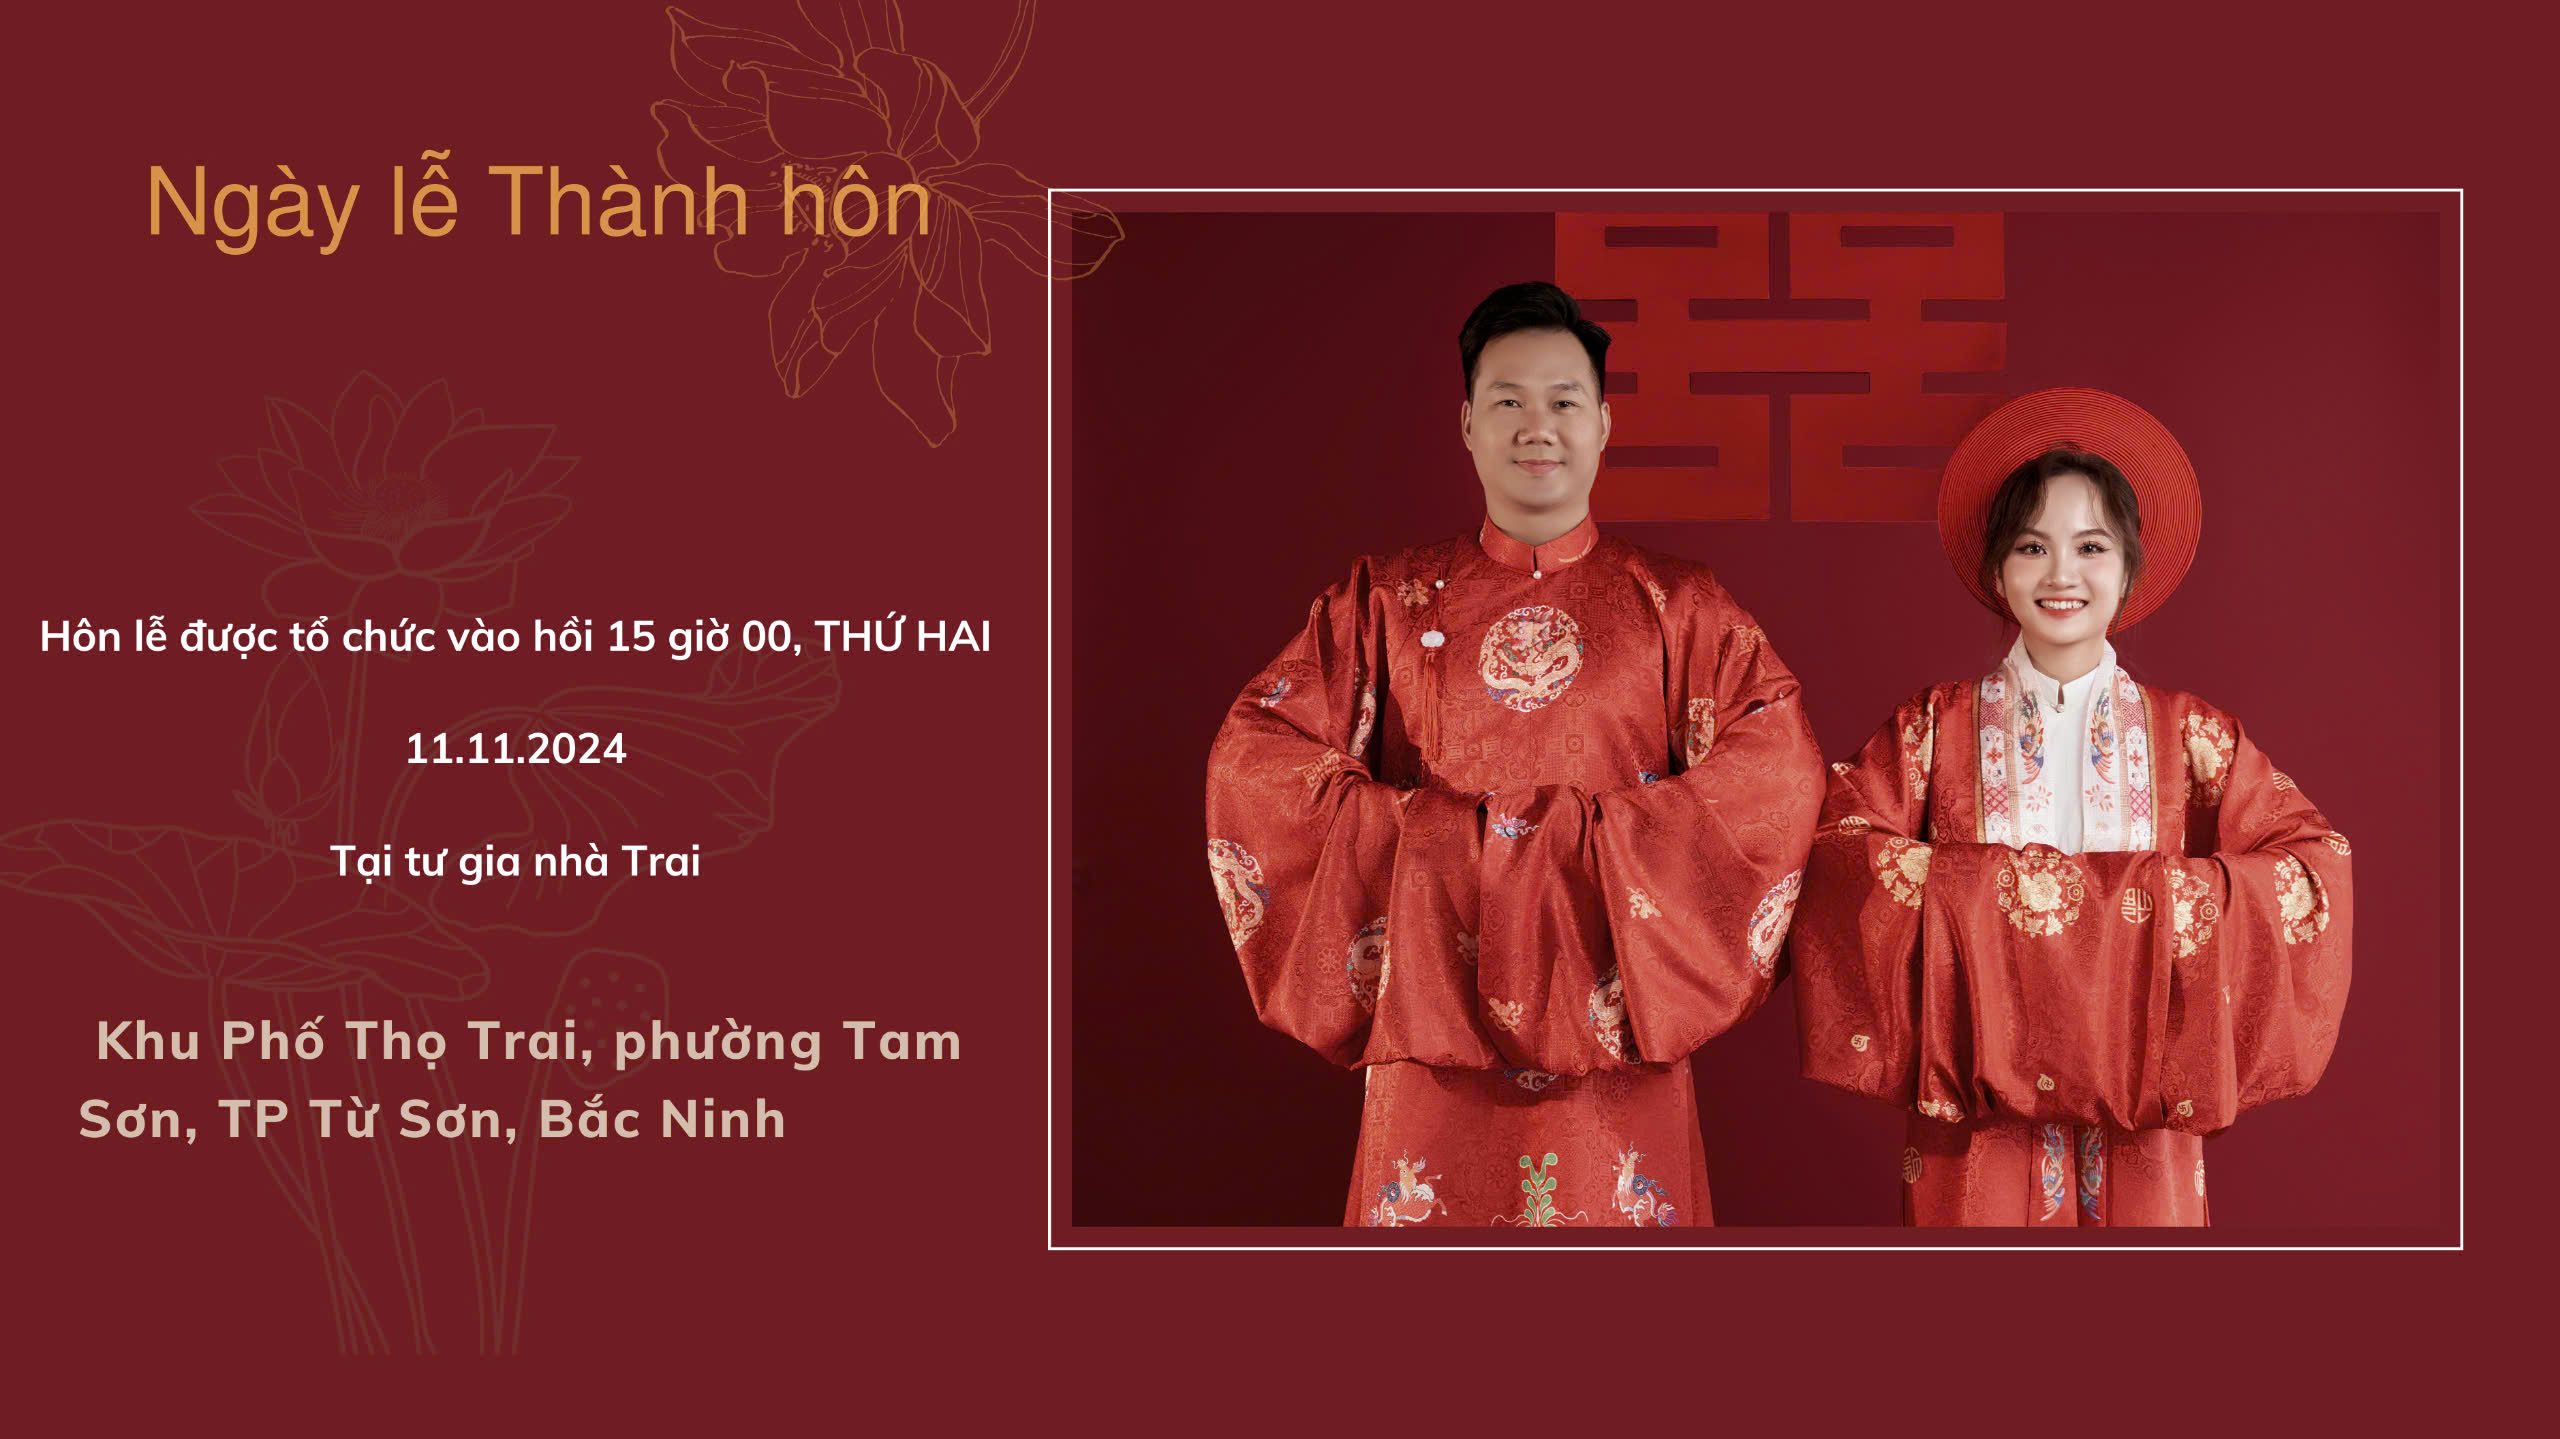 Ngày lễ Thành hôn
Hôn lễ được tổ chức vào hồi 15 giờ 00, THỨ HAI
11.11.2024
Tại tư gia nhà Trai
Khu Phố Thọ Trai, phường Tam
Sơn, TP Từ Sơn, Bắc Ninh
囍